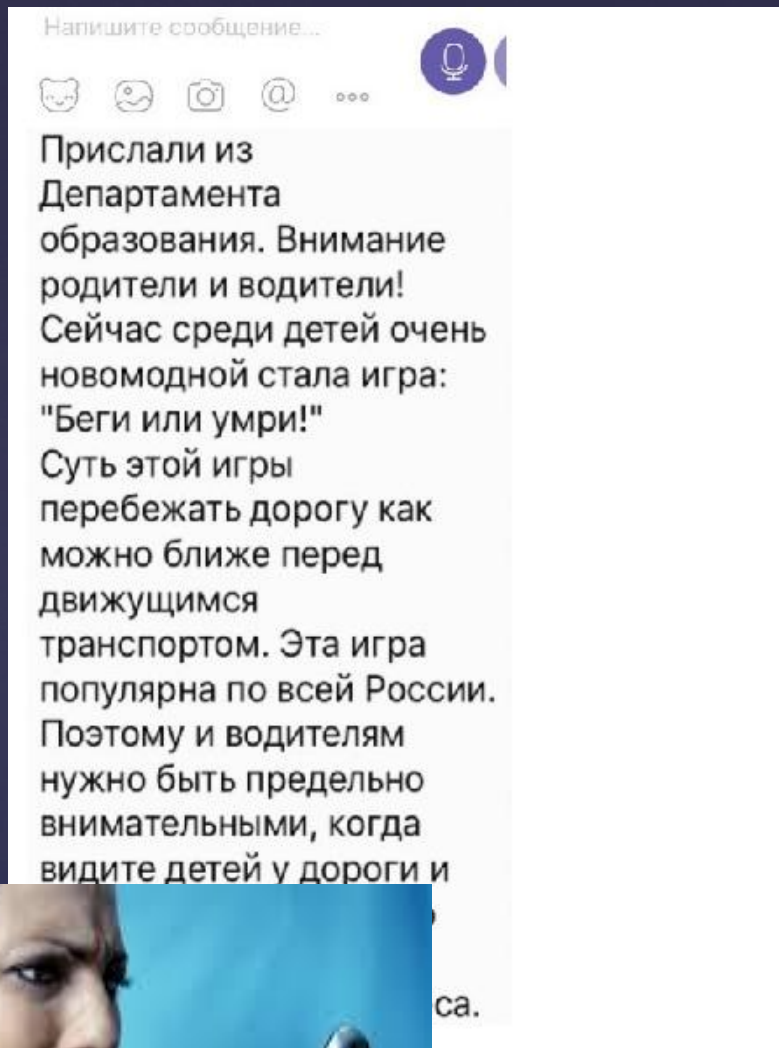 Напишите сообщение...
Прислали из
Департамента
образования. Внимание
родители и водители!
Сейчас среди детей очень
новомодной стала игра:
"Беги или умри!"
Суть этой игры
перебежать дорогу как
можно ближе перед
движущимся
транспортом. Эта игра
популярна по всей России.
Поэтому и водителям
нужно быть предельно
внимательными, когда
видите детей у дороги и
са.